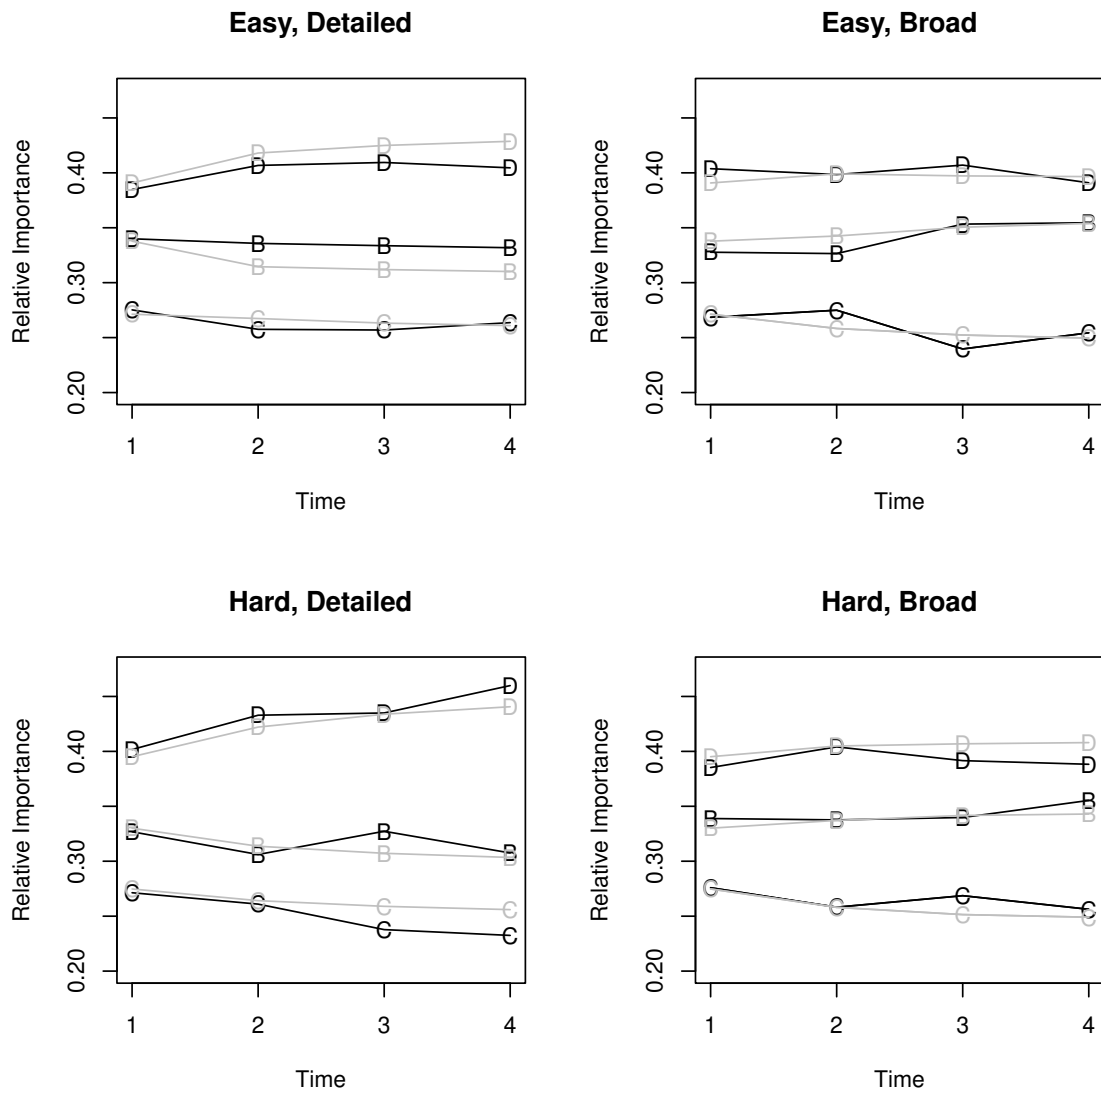 Easy, Detailed
Relative Importance
0.20 0.30 0.40
D D D D
D D D D
B B B B
B B B B
C C C C
C C C C
1 2 3 4
Time
Easy, Broad
Relative Importance
0.20 0.30 0.40
D D D D
D D D D
B B B B
B B B B
C C C C
C C C C
1 2 3 4
Time
Hard, Detailed
Relative Importance
0.20 0.30 0.40
D D D D
D D D D
B B B B
B B B B
C C C C
C C C C
1 2 3 4
Time
Hard, Broad
Relative Importance
0.20 0.30 0.40
D D D D
D D D D
B B B B
B B B B
C C C C
C C C C
1 2 3 4
Time